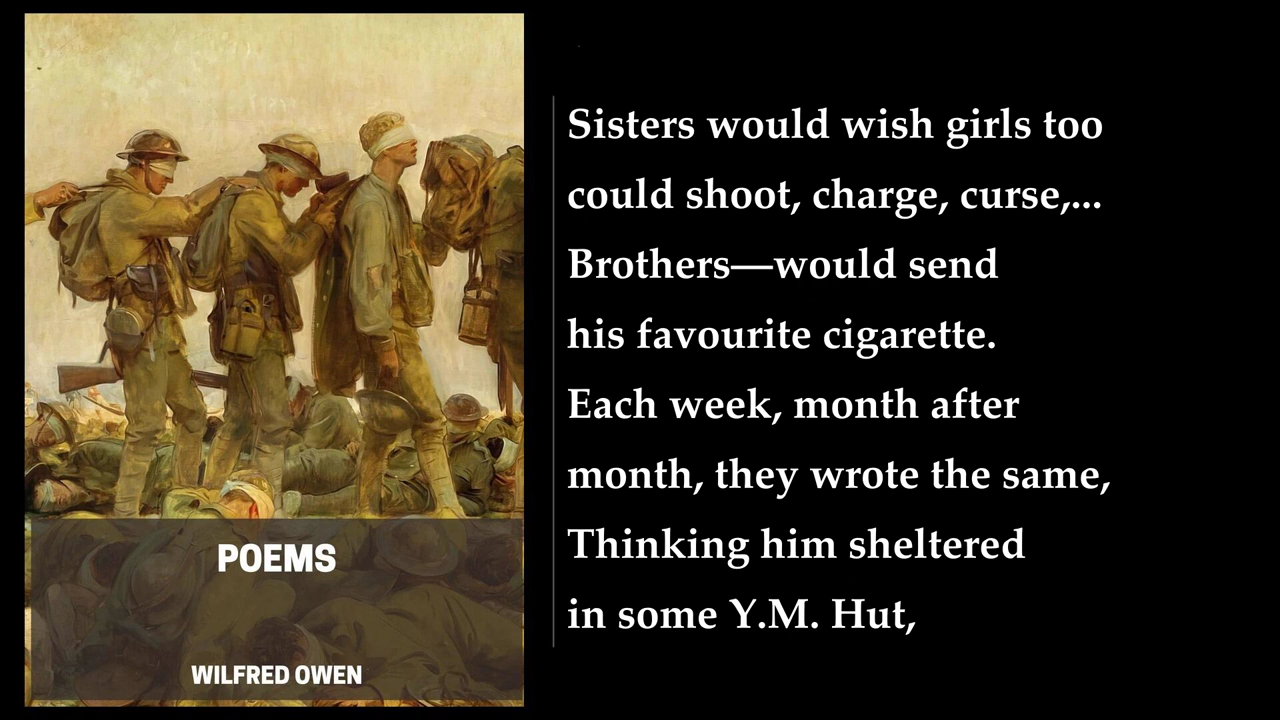 POEMS
WILFRED OWEN
Sisters would wish girls too
could shoot, charge, curse,...
Brothers—would send
his favourite cigarette.
Each week, month after
month, they wrote the same,
Thinking him sheltered
in some Y.M. Hut,